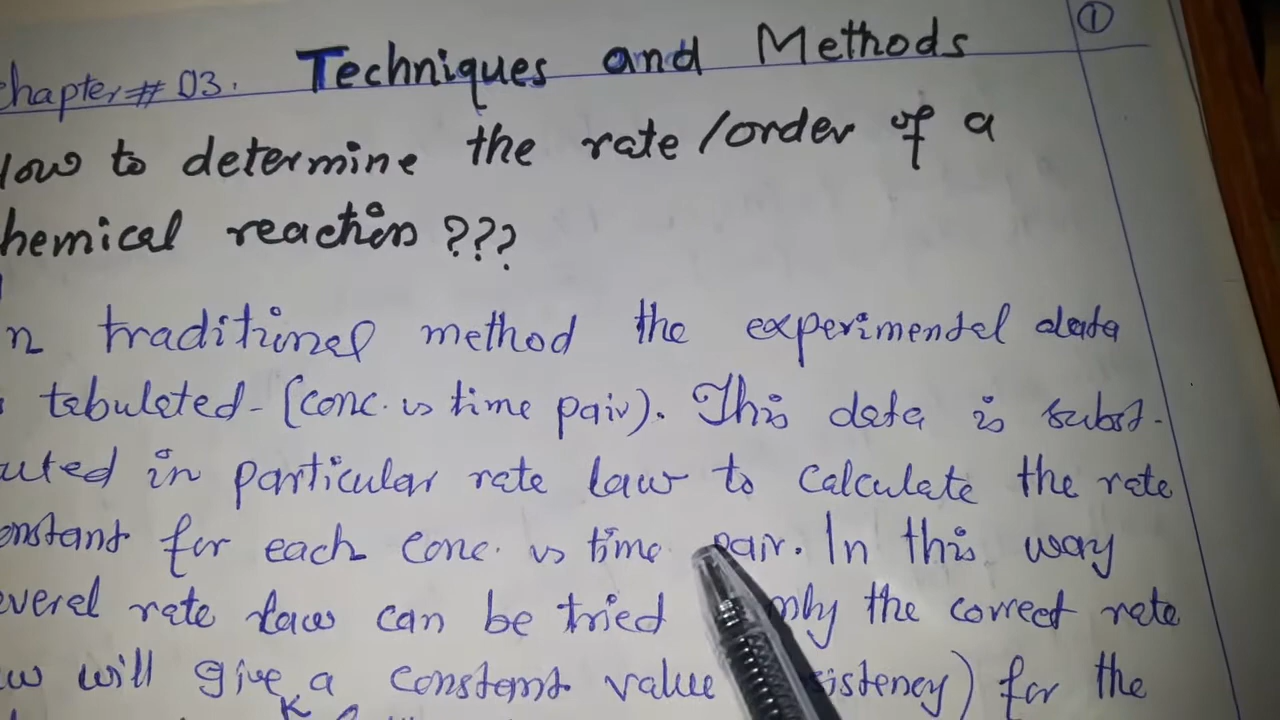 ①
Chapter # 03. Techniques and Methods
How to determine the rate/order of a
chemical reaction ???
In traditional method the experimental data
is tabulated - (conc. vs time pair). This data is subst-
uted in particular rate law to calculate the rate
constant for each conc. vs time pair. In this way
several rate law can be tried only the correct rate
law will give a constant value sistency) for the
K